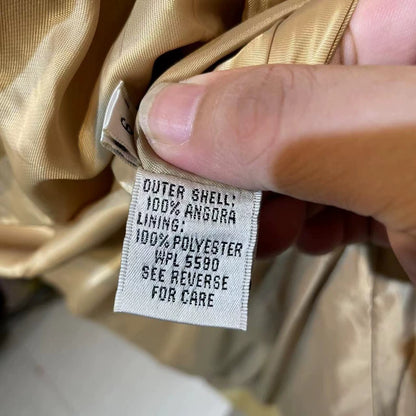 OUTER SHELL:
100% ANGORA
LINING:
100% POLYESTER
WPL 5590
SEE REVERSE
FOR CARE